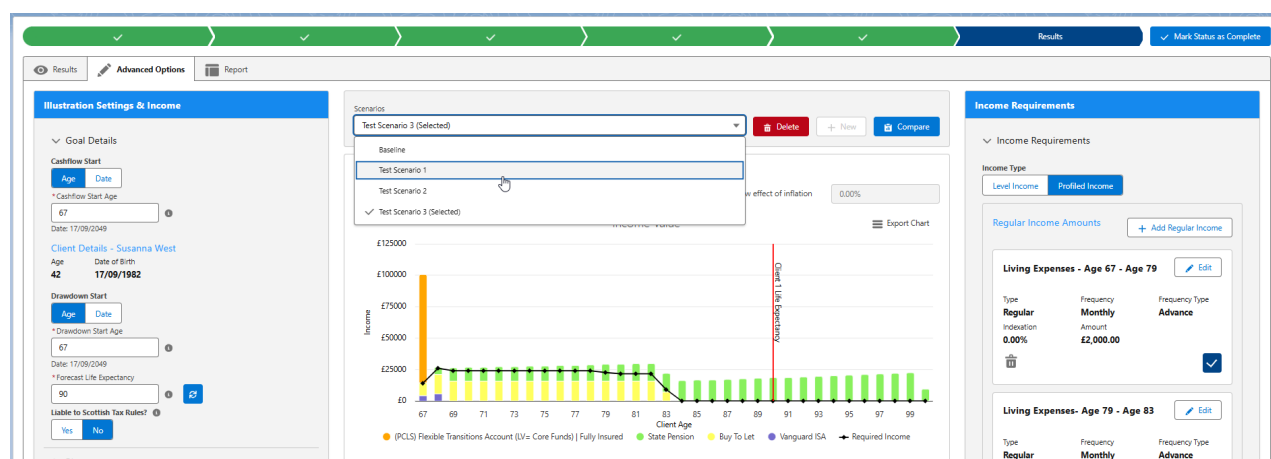 Results
Mark Status as Complete
Results
Advanced Options
Report
Illustration Settings & Income
Goal Details
Cashflow Start
Age
Date
*Cashflow Start Age
67
Date: 17/09/2049
Client Details - Susanna West
Age
Date of Birth
42
17/09/1982
Drawdown Start
Age
Date
*Drawdown Start Age
67
Date: 17/09/2049
*Forecast Life Expectancy
90
Liable to Scottish Tax Rules?
Yes
No
Scenarios
Test Scenario 3 (Selected)
Delete
+ New
Compare
Baseline
Test Scenario 1
Test Scenario 2
Test Scenario 3 (Selected)
effect of inflation
0.00%
Export Chart
£125000
£100000
£75000
£50000
£25000
£0
Income
Client 1 Life Expectancy
67 69 71 73 75 77 79 81 83 85 87 89 91 93 95 97 99
Client Age
(PCLS) Flexible Transitions Account (LV= Core Funds) | Fully Insured
State Pension
Buy To Let
Vanguard ISA
Required Income
Income Requirements
Income Requirements
Income Type
Level Income
Profiled Income
Regular Income Amounts
+ Add Regular Income
Living Expenses - Age 67 - Age 79
Edit
Type Frequency Frequency Type
Regular Monthly Advance
Indexation Amount
0.00% £2,000.00
Living Expenses- Age 79 - Age 83
Edit
Type Frequency Frequency Type
Regular Monthly Advance